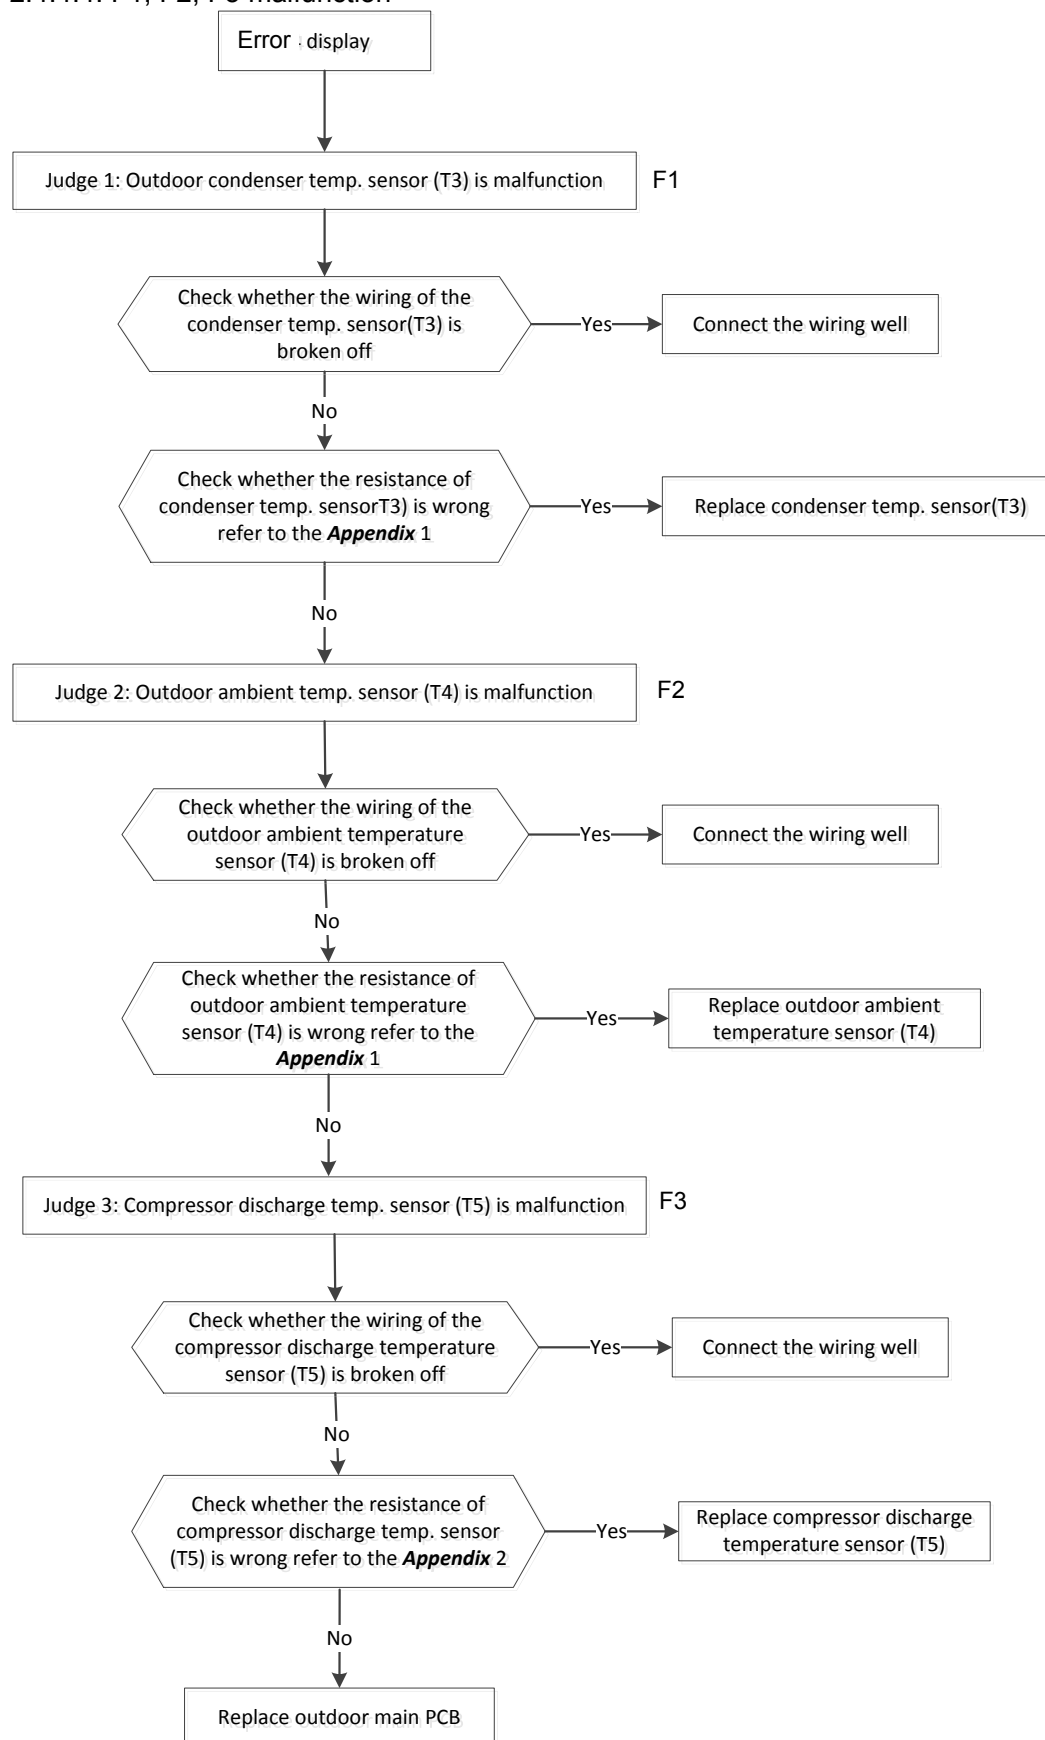 malfunction
Error display
Judge 1: Outdoor condenser temp. sensor (T3) is malfunction
F1
Check whether the wiring of the
condenser temp. sensor(T3) is
broken off
Yes
Connect the wiring well
No
Check whether the resistance of
condenser temp. sensorT3) is wrong
refer to the Appendix 1
Yes
Replace condenser temp. sensor(T3)
No
Judge 2: Outdoor ambient temp. sensor (T4) is malfunction
F2
Check whether the wiring of the
outdoor ambient temperature
sensor (T4) is broken off
Yes
Connect the wiring well
No
Check whether the resistance of
outdoor ambient temperature
sensor (T4) is wrong refer to the
Appendix 1
Yes
Replace outdoor ambient
temperature sensor (T4)
No
Judge 3: Compressor discharge temp. sensor (T5) is malfunction
F3
Check whether the wiring of the
compressor discharge temperature
sensor (T5) is broken off
Yes
Connect the wiring well
No
Check whether the resistance of
compressor discharge temp. sensor
(T5) is wrong refer to the Appendix 2
Yes
Replace compressor discharge
temperature sensor (T5)
No
Replace outdoor main PCB